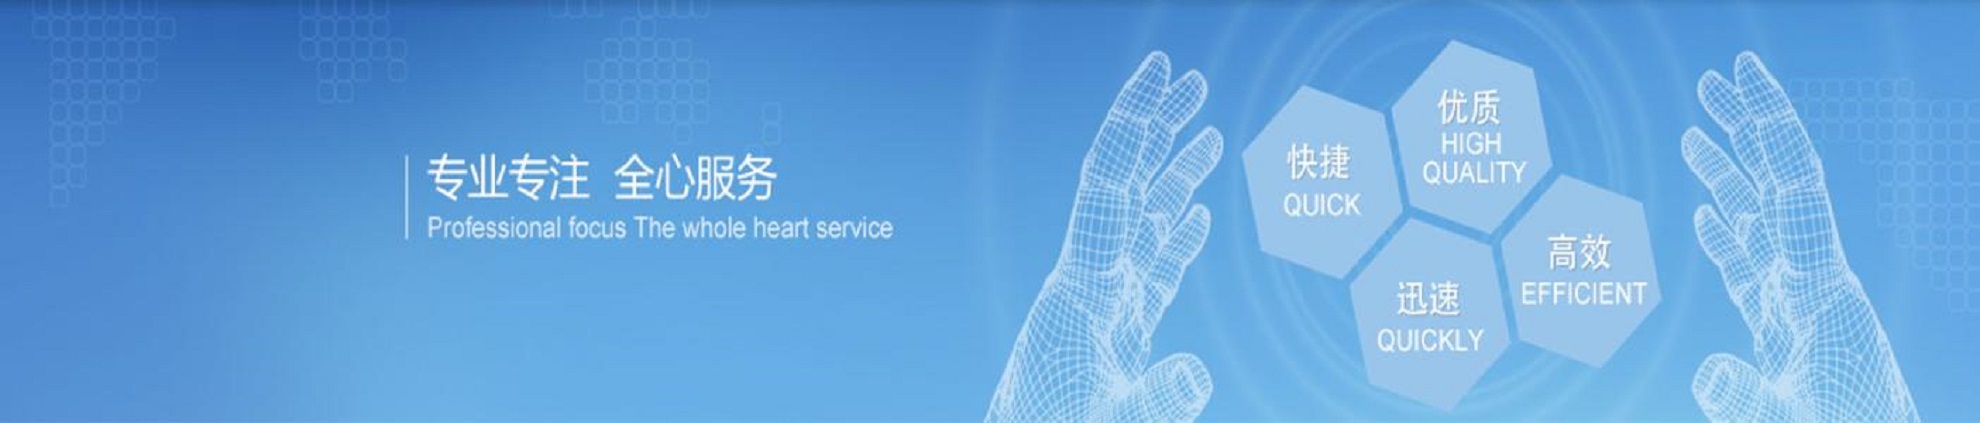 专业专注 全心服务
Professional focus The whole heart service
快捷
QUICK
优质
HIGH
QUALITY
迅速
QUICKLY
高效
EFFICIENT